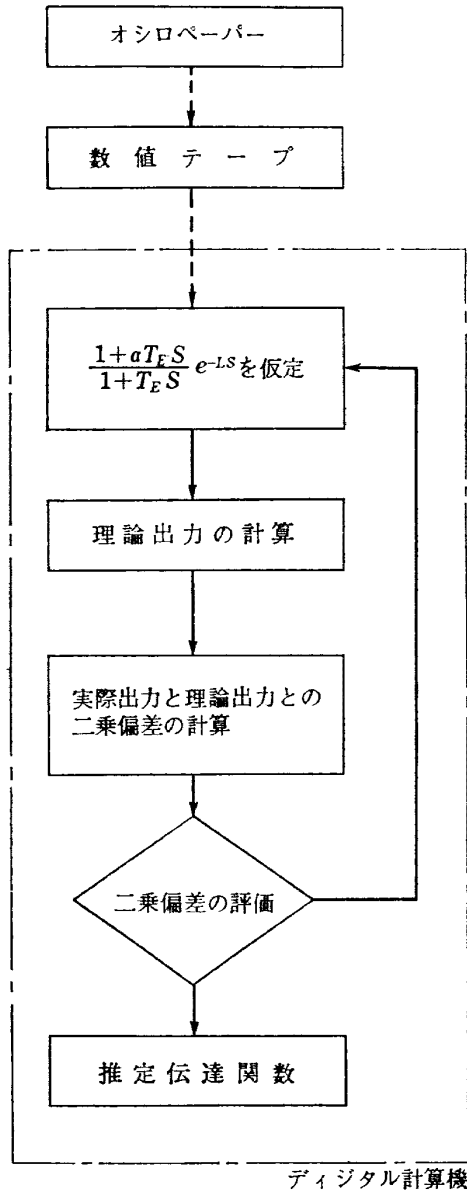 オシロペーパー
数値テープ
\frac{1+aT_E S}{1+T_E S} e^{-LS}を仮定
理論出力の計算
実際出力と理論出力との
二乗偏差の計算
二乗偏差の評価
推定伝達関数
ディジタル計算機